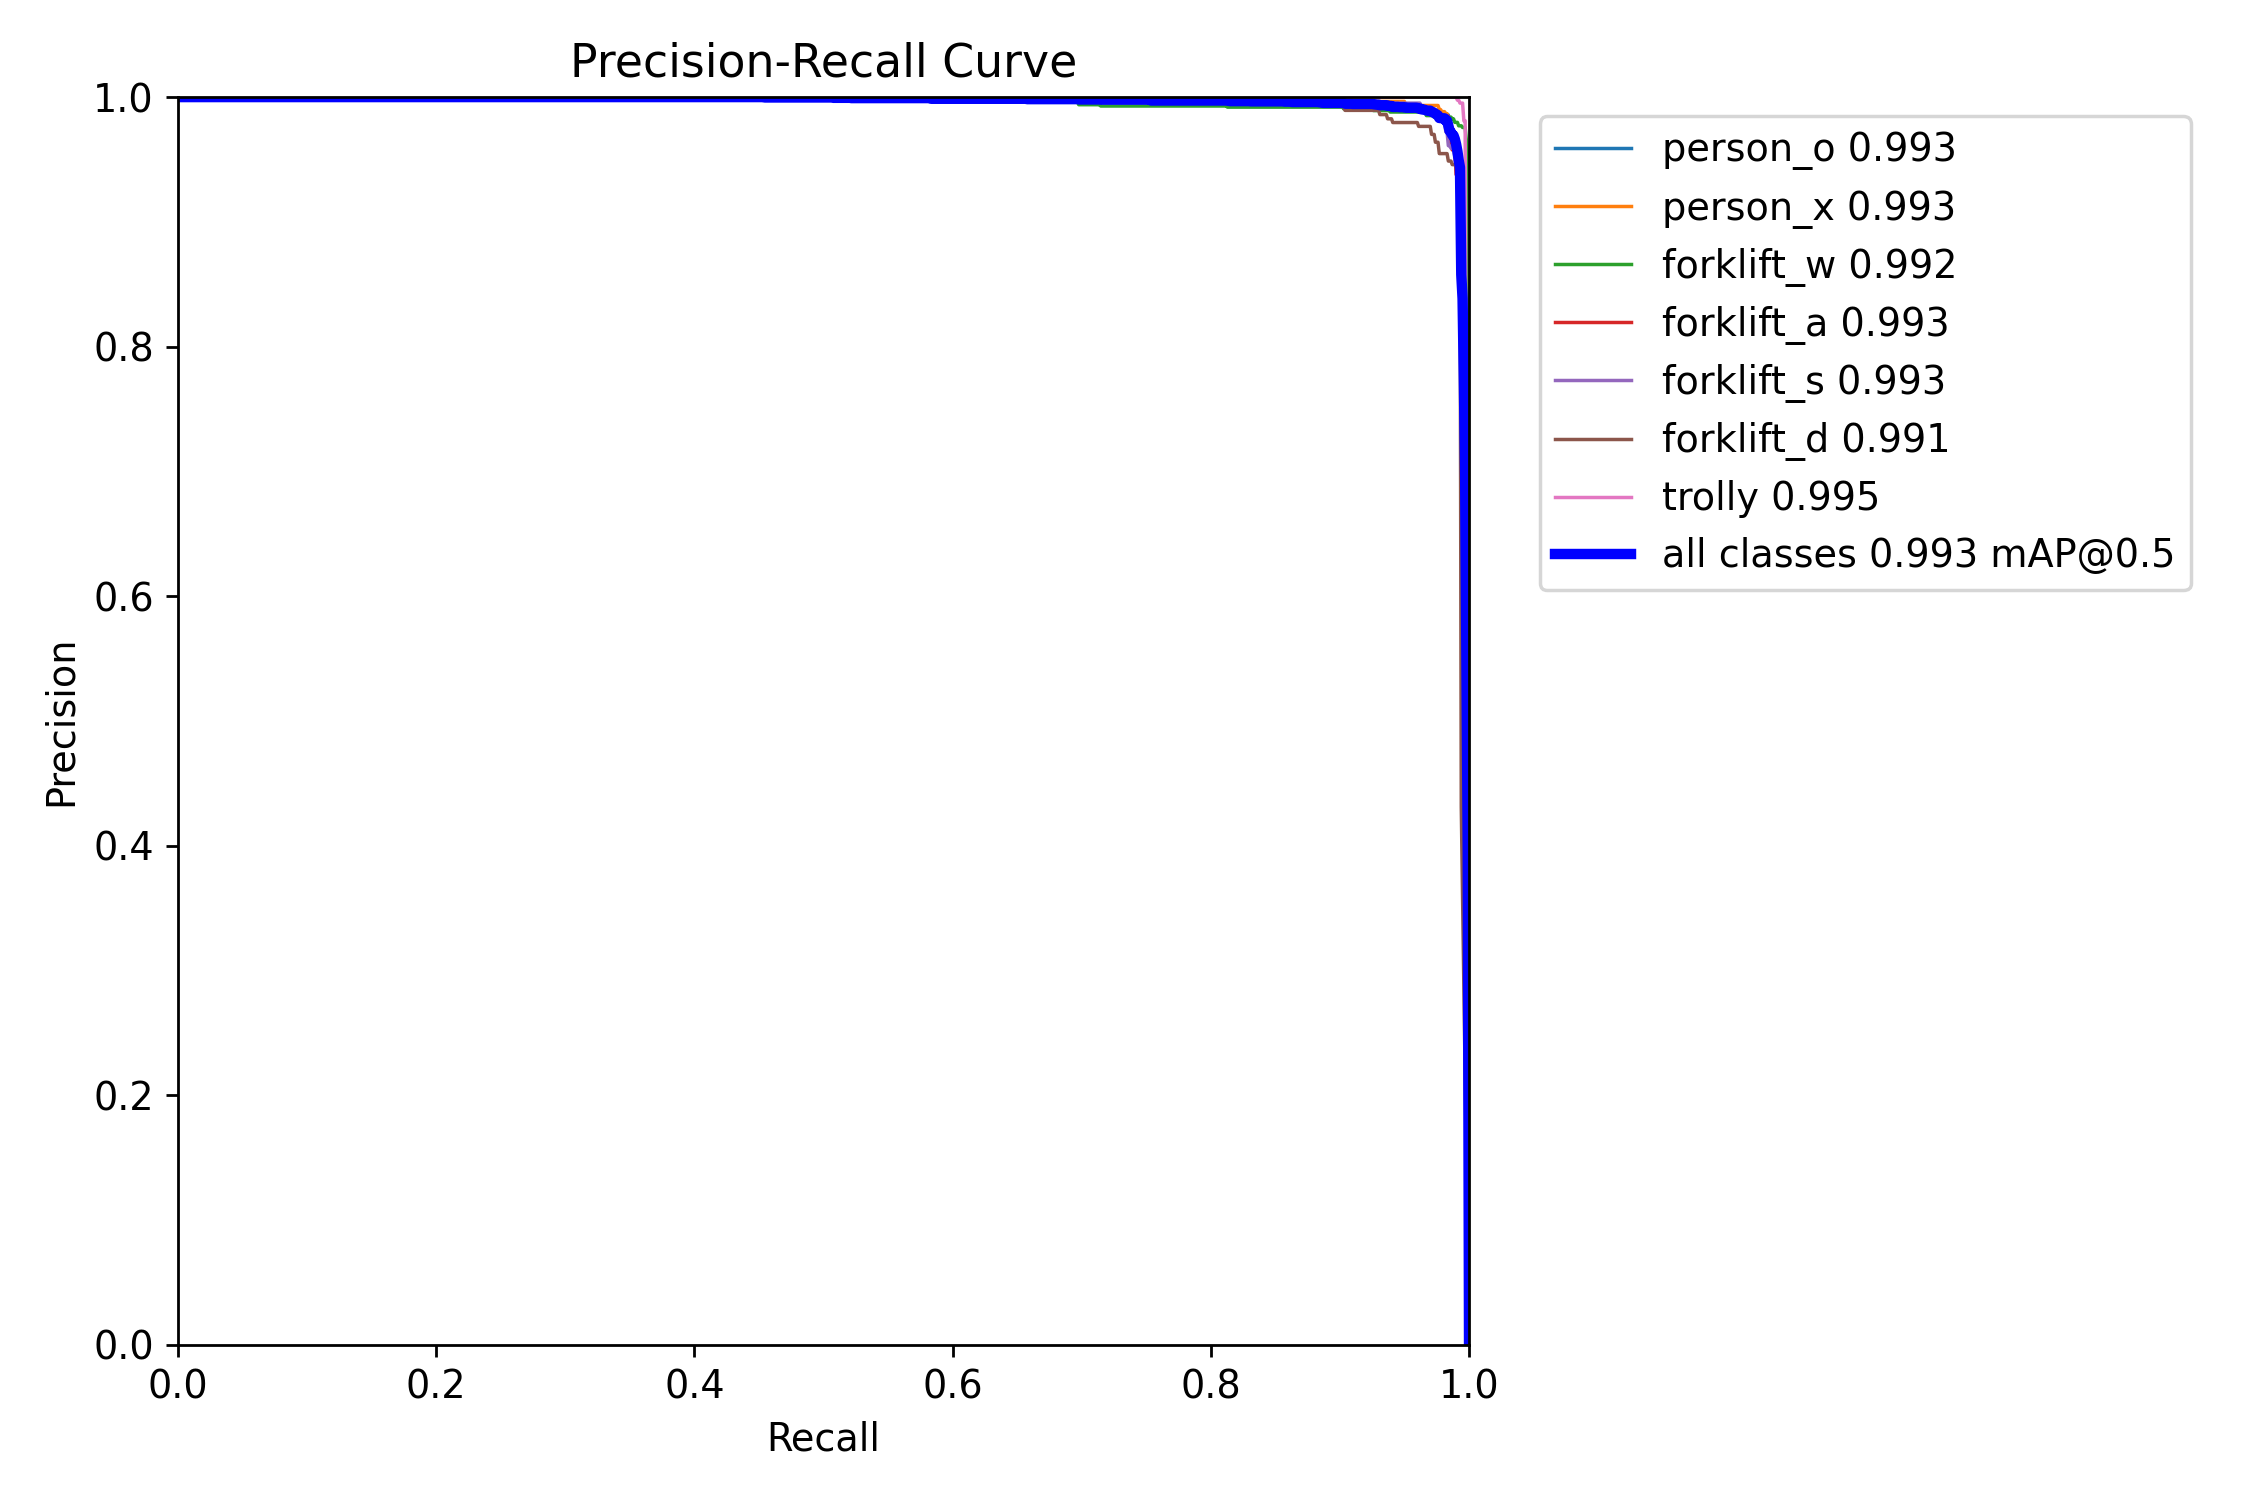 Precision-Recall Curve
1.0
0.8
0.6
0.4
0.2
0.0
Precision
0.0 0.2 0.4 0.6 0.8 1.0
Recall
person_o 0.993
person_x 0.993
forklift_w 0.992
forklift_a 0.993
forklift_s 0.993
forklift_d 0.991
trolly 0.995
all classes 0.993 mAP@0.5